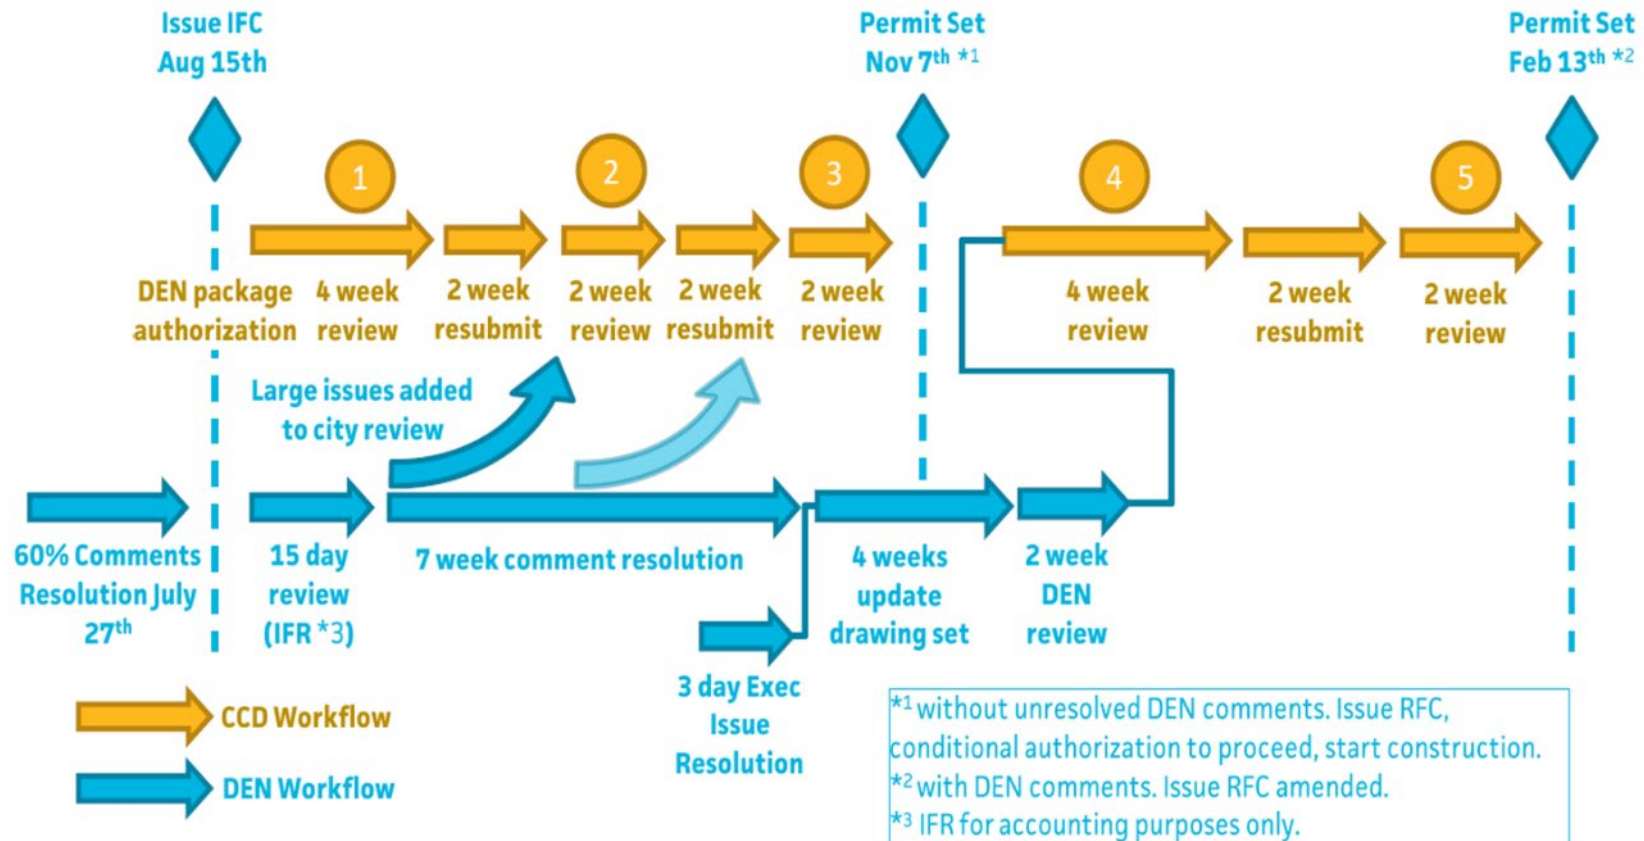 Issue IFC
Aug 15th
Permit Set
Nov 7th *1
Permit Set
Feb 13th *2
1
2
3
4
5
DEN package
authorization
4 week
review
2 week
resubmit
2 week
review
2 week
resubmit
2 week
review
4 week
review
2 week
resubmit
2 week
review
Large issues added
to city review
60% Comments
Resolution July
27th
15 day
review
(IFR *3)
7 week comment resolution
4 weeks
update
drawing set
2 week
DEN
review
3 day Exec
Issue
Resolution
CCD Workflow
DEN Workflow
*1 without unresolved DEN comments. Issue RFC,
conditional authorization to proceed, start construction.
*2 with DEN comments. Issue RFC amended.
*3 IFR for accounting purposes only.